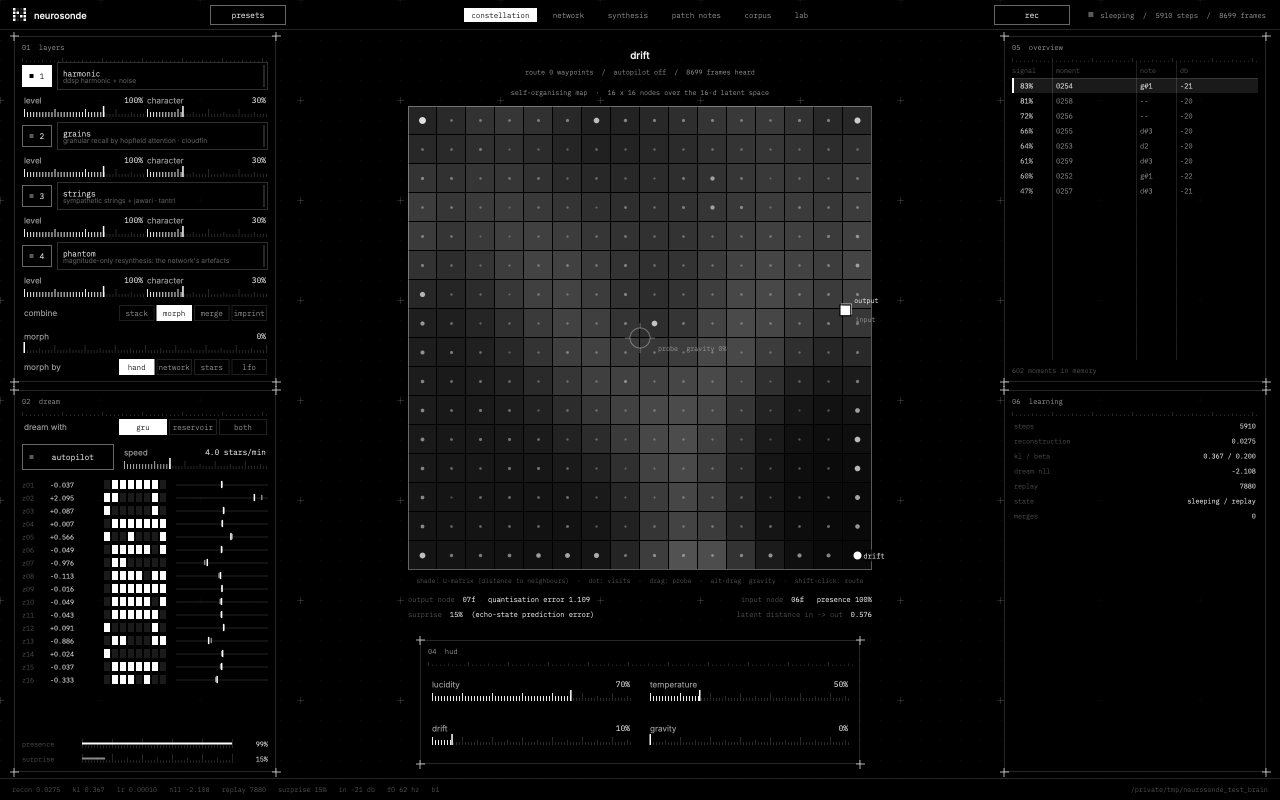 neurosonde
presets
constellation network synthesis patch notes corpus lab
rec
sleeping / 5910 steps / 8699 frames
01 layers
1 harmonic
ddsp harmonic + noise
level 100% character 30%
2 grains
granular recall by hopfield attention · cloudfin
level 100% character 30%
3 strings
sympathetic strings + jawari · tantri
level 100% character 30%
4 phantom
magnitude-only resynthesis: the network's artefacts
level 100% character 30%
combine stack morph merge imprint
morph 0%
morph by hand network stars lfo
02 dream
dream with gru reservoir both
autopilot speed 4.0 stars/min
z01 -0.037
z02 +2.095
z03 +0.087
z04 +0.007
z05 +0.566
z06 -0.049
z07 -0.976
z08 -0.113
z09 -0.016
z10 -0.049
z11 -0.043
z12 +0.091
z13 -0.886
z14 +0.024
z15 -0.037
z16 -0.333
presence 99%
surprise 15%
drift
route 0 waypoints / autopilot off / 8699 frames heard
self-organising map · 16 x 16 nodes over the 16-d latent space
output
input
probe gravity 0%
drift
shade: U-matrix (distance to neighbours) · dot: visits · drag: probe · alt-drag: gravity · shift-click: route
output node 07f quantisation error 1.109 input node 06f presence 100%
surprise 15% (echo-state prediction error) latent distance in -> out 0.576
04 hud
lucidity 70% temperature 50%
drift 10% gravity 0%
05 overview
signal moment note db
83% 0254 g#1 -21
81% 0258 -- -20
72% 0256 -- -20
66% 0255 d#3 -20
64% 0253 d2 -20
61% 0259 d#3 -20
60% 0252 g#1 -22
47% 0257 d#3 -21
602 moments in memory
06 learning
steps 5910
reconstruction 0.0275
kl / beta 0.367 / 0.200
dream nll -2.108
replay 7880
state sleeping / replay
merges 0
recon 0.0275 kl 0.367 lr 0.00010 nll -2.108 replay 7880 surprise 15% in -21 db f0 62 hz b1
/private/tmp/neurosonde_test_brain